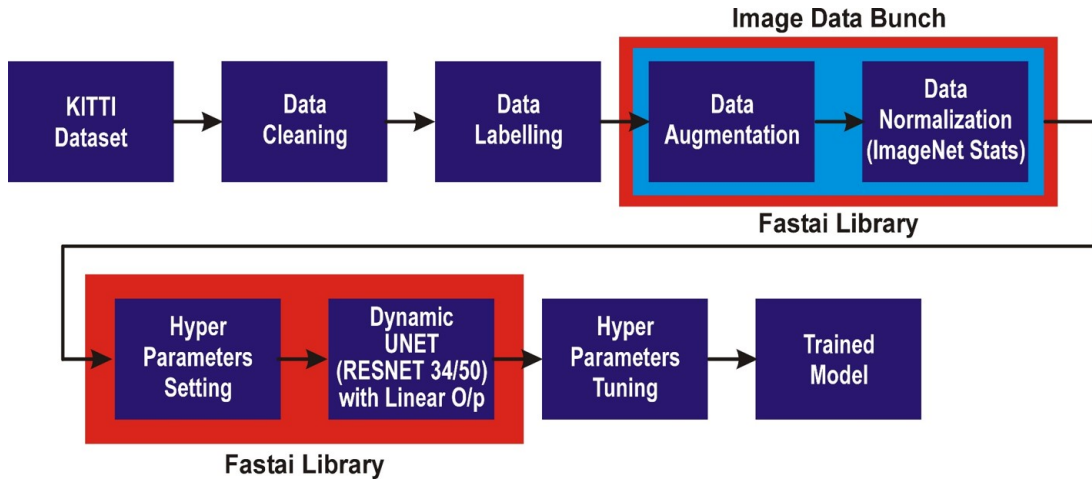 Image Data Bunch
KITTI
Dataset
Data
Cleaning
Data
Labelling
Data
Augmentation
Data
Normalization
(ImageNet Stats)
Fastai Library
Hyper
Parameters
Setting
Dynamic
UNET
(RESNET 34/50)
with Linear O/p
Hyper
Parameters
Tuning
Trained
Model
Fastai Library